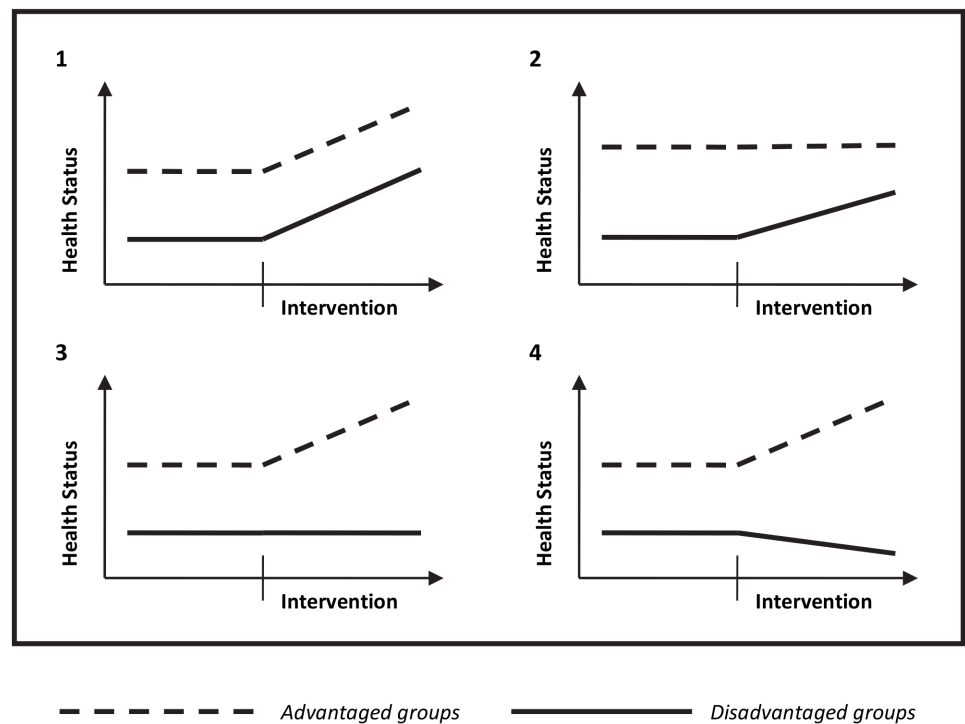 1
Health Status
Intervention
2
Health Status
Intervention
3
Health Status
Intervention
4
Health Status
Intervention
Advantaged groups
Disadvantaged groups